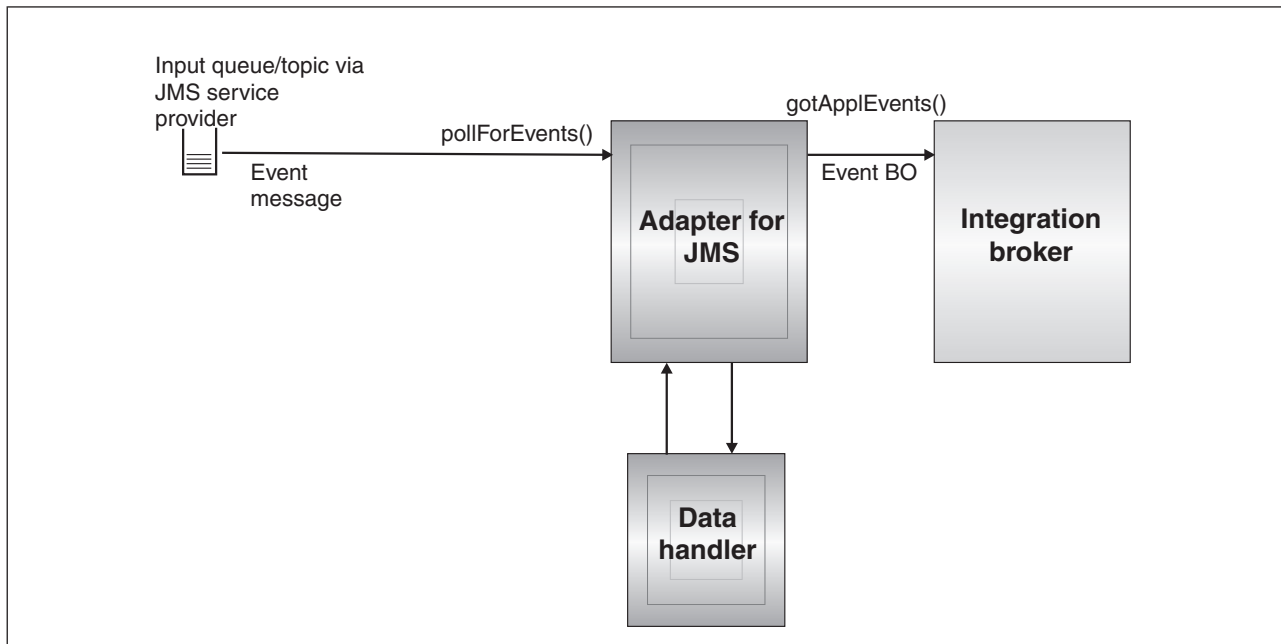 Input queue/topic via
JMS service
provider
pollForEvents()
Event
message
gotApplEvents()
Event BO
Adapter for
JMS
Integration
broker
Data
handler